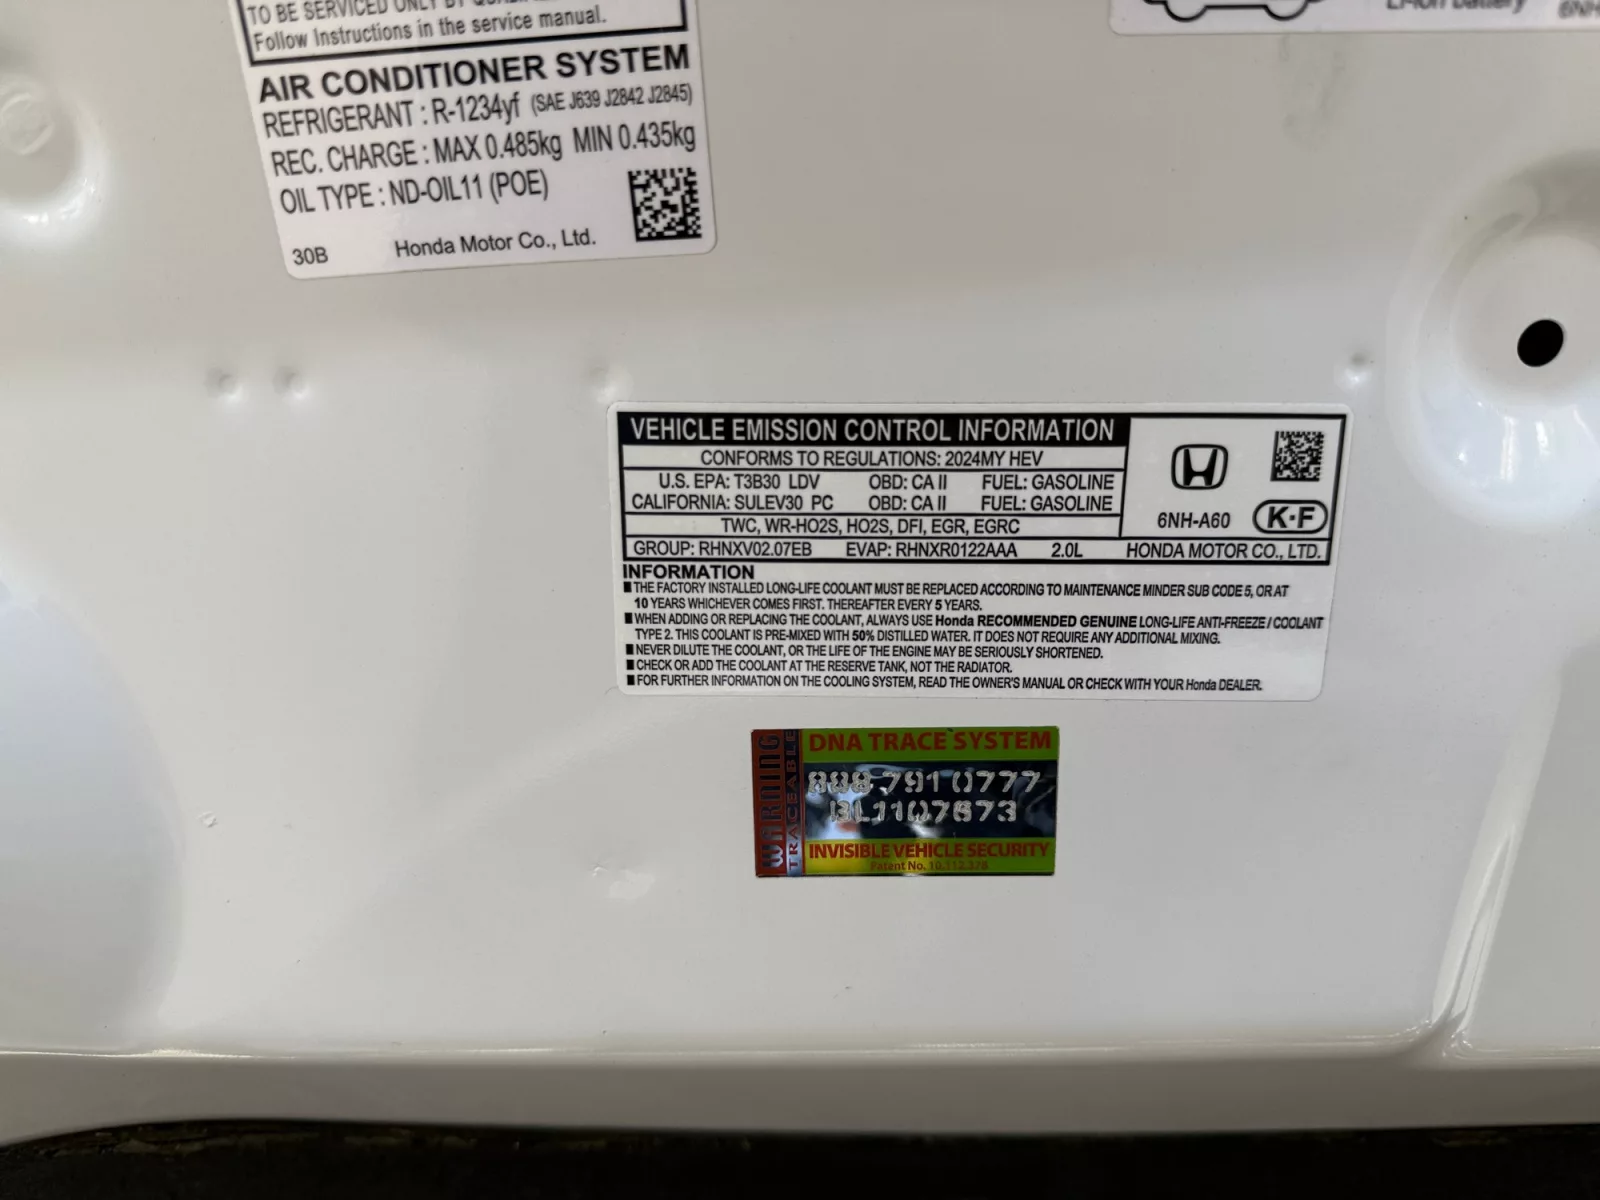 TO BE SERVICED ONLY BY
Follow Instructions in the service manual.
AIR CONDITIONER SYSTEM
REFRIGERANT : R-1234yf (SAE J639 J2842 J2845)
REC. CHARGE : MAX 0.485kg MIN 0.435kg
OIL TYPE : ND-OIL11 (POE)
30B Honda Motor Co., Ltd.
Li-ion battery
VEHICLE EMISSION CONTROL INFORMATION
CONFORMS TO REGULATIONS: 2024MY HEV
U.S. EPA: T3B30 LDV OBD: CA II FUEL: GASOLINE
CALIFORNIA: SULEV30 PC OBD: CA II FUEL: GASOLINE
TWC, WR-HO2S, HO2S, DFI, EGR, EGRC
6NH-A60 K·F
GROUP: RHNXV02.07EB EVAP: RHNXR0122AAA 2.0L HONDA MOTOR CO., LTD.
INFORMATION
■ THE FACTORY INSTALLED LONG-LIFE COOLANT MUST BE REPLACED ACCORDING TO MAINTENANCE MINDER SUB CODE 5, OR AT
10 YEARS WHICHEVER COMES FIRST. THEREAFTER EVERY 5 YEARS.
■ WHEN ADDING OR REPLACING THE COOLANT, ALWAYS USE Honda RECOMMENDED GENUINE LONG-LIFE ANTI-FREEZE / COOLANT
TYPE 2. THIS COOLANT IS PRE-MIXED WITH 50% DISTILLED WATER. IT DOES NOT REQUIRE ANY ADDITIONAL MIXING.
■ NEVER DILUTE THE COOLANT, OR THE LIFE OF THE ENGINE MAY BE SERIOUSLY SHORTENED.
■ CHECK OR ADD THE COOLANT AT THE RESERVE TANK, NOT THE RADIATOR.
■ FOR FURTHER INFORMATION ON THE COOLING SYSTEM, READ THE OWNER'S MANUAL OR CHECK WITH YOUR Honda DEALER.
WARNING
TRACEABLE
DNA TRACE SYSTEM
888 791 0777
INVISIBLE VEHICLE SECURITY
Patent No. 10.112.328